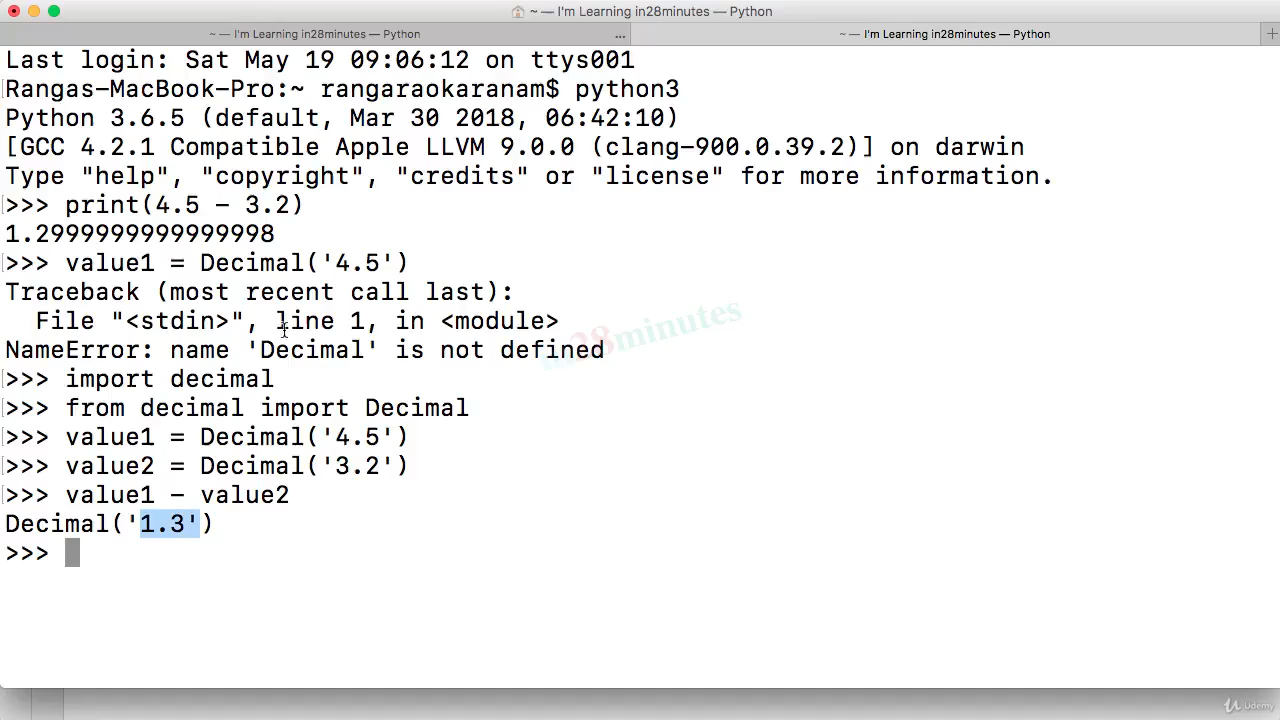 ~ — I'm Learning in28minutes — Python
~ — I'm Learning in28minutes — Python ...
~ — I'm Learning in28minutes — Python +
Last login: Sat May 19 09:06:12 on ttys001
Rangas-MacBook-Pro:~ rangaraokaranam$ python3
Python 3.6.5 (default, Mar 30 2018, 06:42:10)
[GCC 4.2.1 Compatible Apple LLVM 9.0.0 (clang-900.0.39.2)] on darwin
Type "help", "copyright", "credits" or "license" for more information.
>>> print(4.5 - 3.2)
1.2999999999999998
>>> value1 = Decimal('4.5')
Traceback (most recent call last):
  File "<stdin>", line 1, in <module>
NameError: name 'Decimal' is not defined
>>> import decimal
>>> from decimal import Decimal
>>> value1 = Decimal('4.5')
>>> value2 = Decimal('3.2')
>>> value1 - value2
Decimal('1.3')
>>>
in28minutes
Udemy